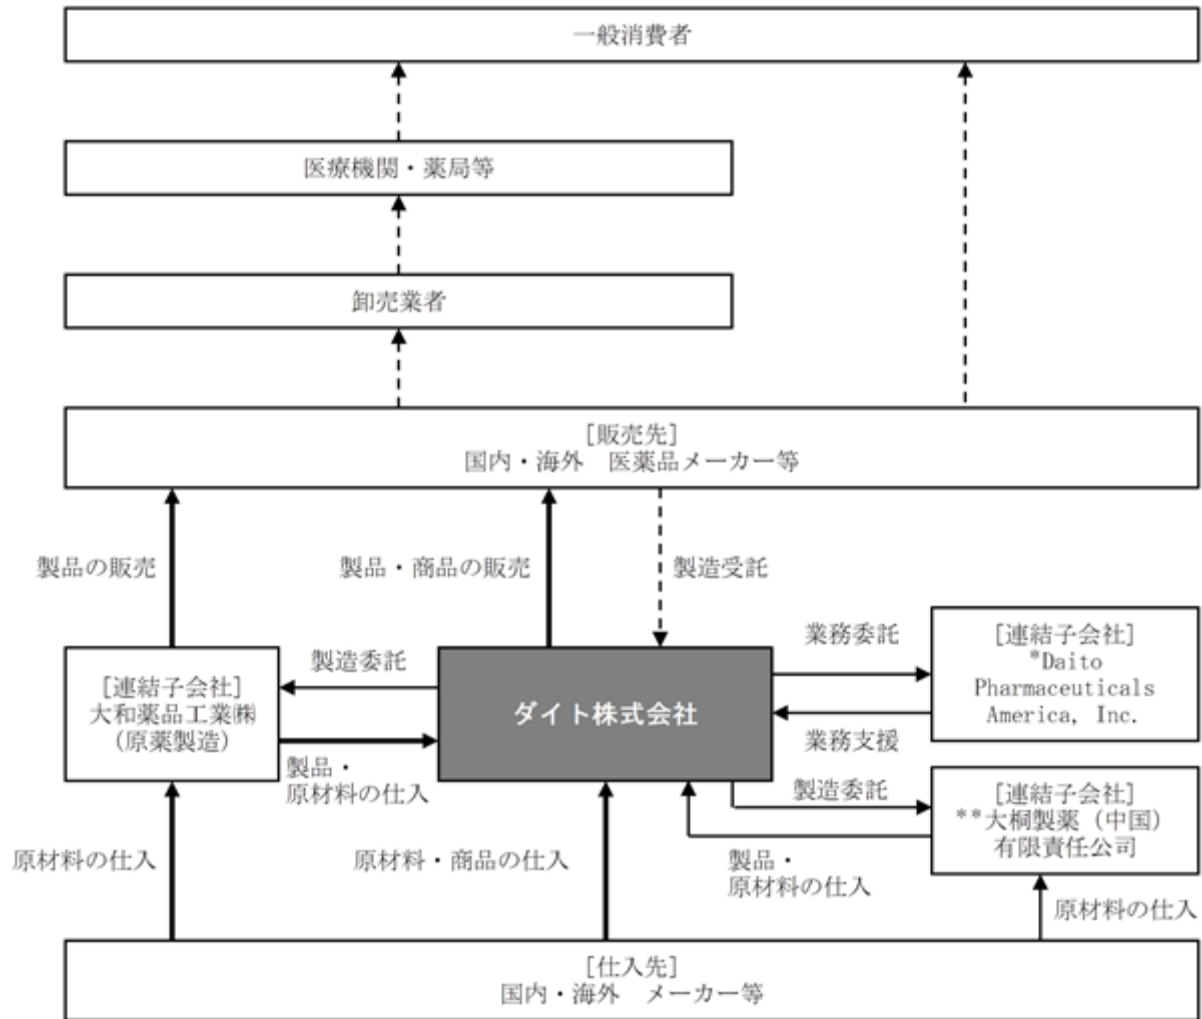 一般消費者
医療機関・薬局等
卸売業者
[販売先]
国内・海外　医薬品メーカー等
製品の販売
製品・商品の販売
製造受託
[連結子会社]
大和薬品工業㈱
(原薬製造)
製造委託
製品・
原材料の仕入
ダイト株式会社
業務委託
業務支援
[連結子会社]
*Daito
Pharmaceuticals
America, Inc.
製造委託
製品・
原材料の仕入
[連結子会社]
**大桐製薬（中国）
有限責任公司
原材料の仕入
原材料・商品の仕入
原材料の仕入
[仕入先]
国内・海外　メーカー等